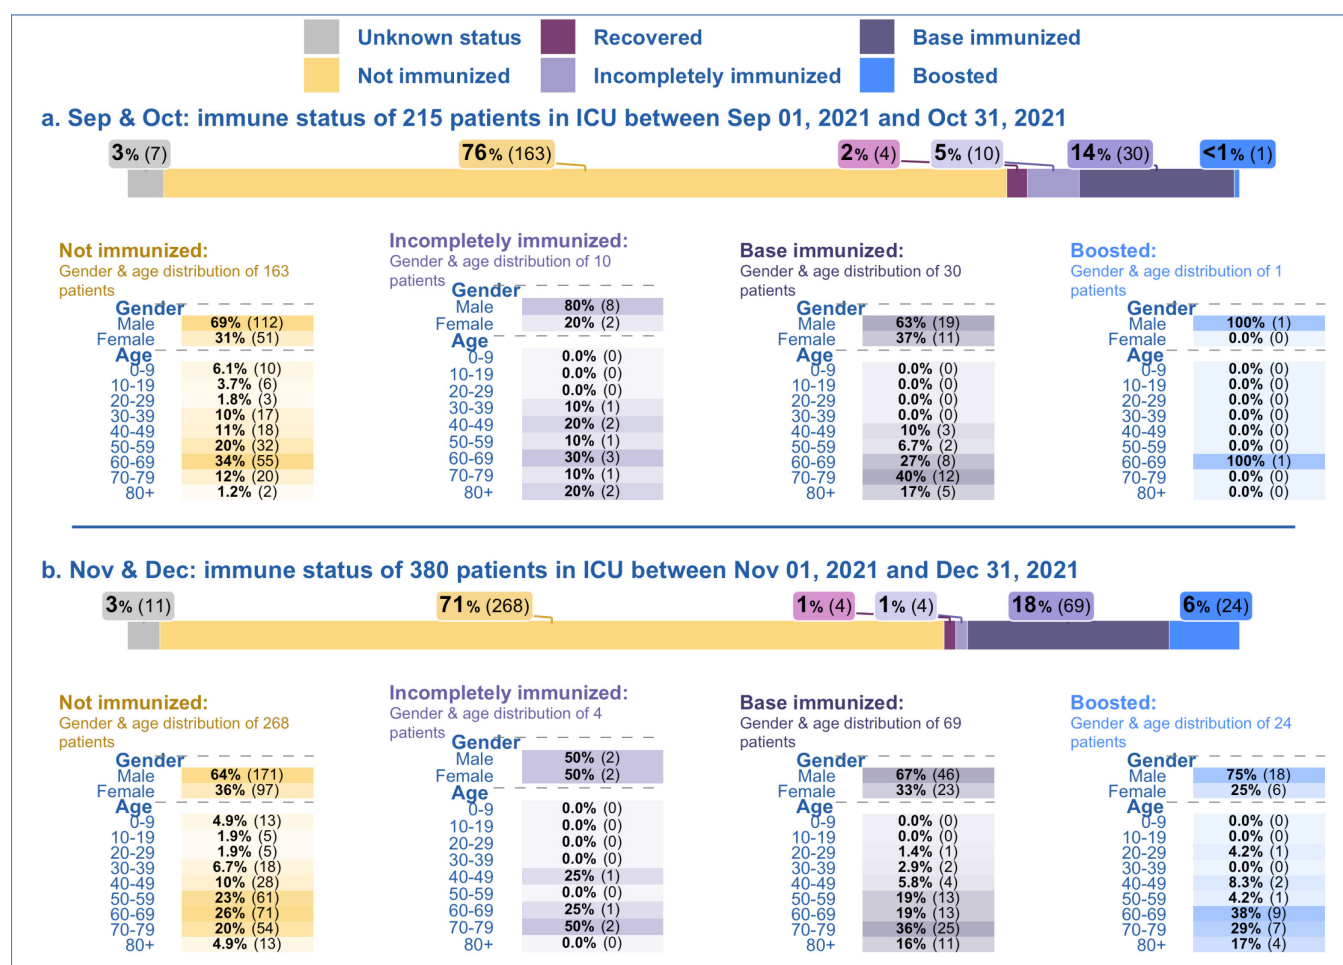 Unknown status Recovered Base immunized
Not immunized Incompletely immunized Boosted
a. Sep & Oct: immune status of 215 patients in ICU between Sep 01, 2021 and Oct 31, 2021
3% (7) 76% (163) 2% (4) 5% (10) 14% (30) <1% (1)
Not immunized:
Gender & age distribution of 163
patients
Gender
Male 69% (112)
Female 31% (51)
Age
0-9 6.1% (10)
10-19 3.7% (6)
20-29 1.8% (3)
30-39 10% (17)
40-49 11% (18)
50-59 20% (32)
60-69 34% (55)
70-79 12% (20)
80+ 1.2% (2)
Incompletely immunized:
Gender & age distribution of 10
patients
Gender
Male 80% (8)
Female 20% (2)
Age
0-9 0.0% (0)
10-19 0.0% (0)
20-29 0.0% (0)
30-39 10% (1)
40-49 20% (2)
50-59 10% (1)
60-69 30% (3)
70-79 10% (1)
80+ 20% (2)
Base immunized:
Gender & age distribution of 30
patients
Gender
Male 63% (19)
Female 37% (11)
Age
0-9 0.0% (0)
10-19 0.0% (0)
20-29 0.0% (0)
30-39 0.0% (0)
40-49 10% (3)
50-59 6.7% (2)
60-69 27% (8)
70-79 40% (12)
80+ 17% (5)
Boosted:
Gender & age distribution of 1
patients
Gender
Male 100% (1)
Female 0.0% (0)
Age
0-9 0.0% (0)
10-19 0.0% (0)
20-29 0.0% (0)
30-39 0.0% (0)
40-49 0.0% (0)
50-59 0.0% (0)
60-69 100% (1)
70-79 0.0% (0)
80+ 0.0% (0)
b. Nov & Dec: immune status of 380 patients in ICU between Nov 01, 2021 and Dec 31, 2021
3% (11) 71% (268) 1% (4) 1% (4) 18% (69) 6% (24)
Not immunized:
Gender & age distribution of 268
patients
Gender
Male 64% (171)
Female 36% (97)
Age
0-9 4.9% (13)
10-19 1.9% (5)
20-29 1.9% (5)
30-39 6.7% (18)
40-49 10% (28)
50-59 23% (61)
60-69 26% (71)
70-79 20% (54)
80+ 4.9% (13)
Incompletely immunized:
Gender & age distribution of 4
patients
Gender
Male 50% (2)
Female 50% (2)
Age
0-9 0.0% (0)
10-19 0.0% (0)
20-29 0.0% (0)
30-39 0.0% (0)
40-49 25% (1)
50-59 0.0% (0)
60-69 25% (1)
70-79 50% (2)
80+ 0.0% (0)
Base immunized:
Gender & age distribution of 69
patients
Gender
Male 67% (46)
Female 33% (23)
Age
0-9 0.0% (0)
10-19 0.0% (0)
20-29 1.4% (1)
30-39 2.9% (2)
40-49 5.8% (4)
50-59 19% (13)
60-69 19% (13)
70-79 36% (25)
80+ 16% (11)
Boosted:
Gender & age distribution of 24
patients
Gender
Male 75% (18)
Female 25% (6)
Age
0-9 0.0% (0)
10-19 0.0% (0)
20-29 4.2% (1)
30-39 0.0% (0)
40-49 8.3% (2)
50-59 4.2% (1)
60-69 38% (9)
70-79 29% (7)
80+ 17% (4)